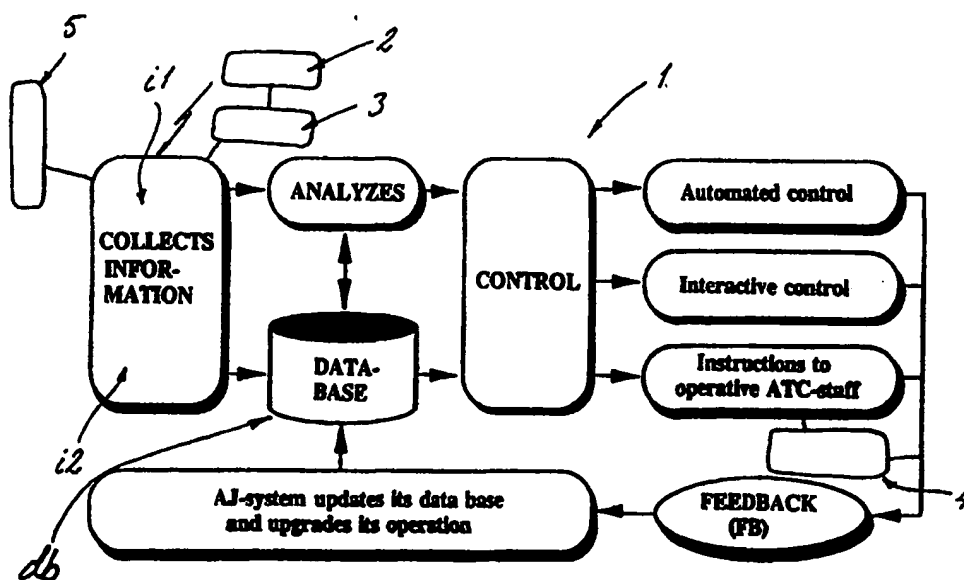 5
i1
2
3
1
COLLECTS
INFOR-
MATION
ANALYZES
CONTROL
DATA-
BASE
Automated control
Interactive control
Instructions to
operative ATC-staff
4
i2
db
AJ-system updates its data base
and upgrades its operation
FEEDBACK
(FB)